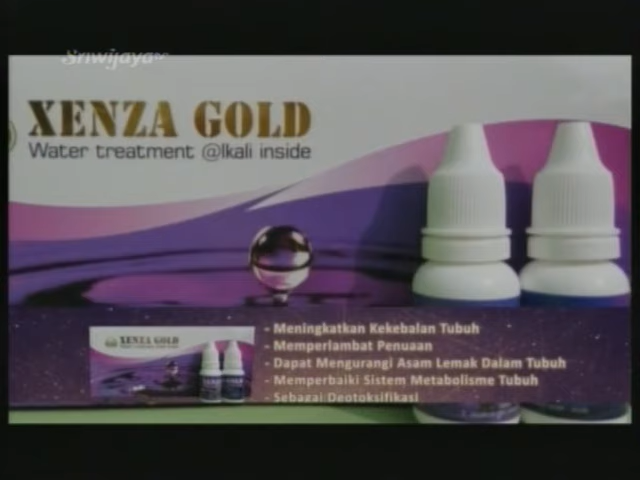 Sriwijaya tv
XENZA GOLD
Water treatment @lkali inside
- Meningkatkan Kekebalan Tubuh
- Memperlambat Penuaan
- Dapat Mengurangi Asam Lemak Dalam Tubuh
- Memperbaiki Sistem Metabolisme Tubuh
- Sebagai Deotoksifikasi
XENZA GOLD